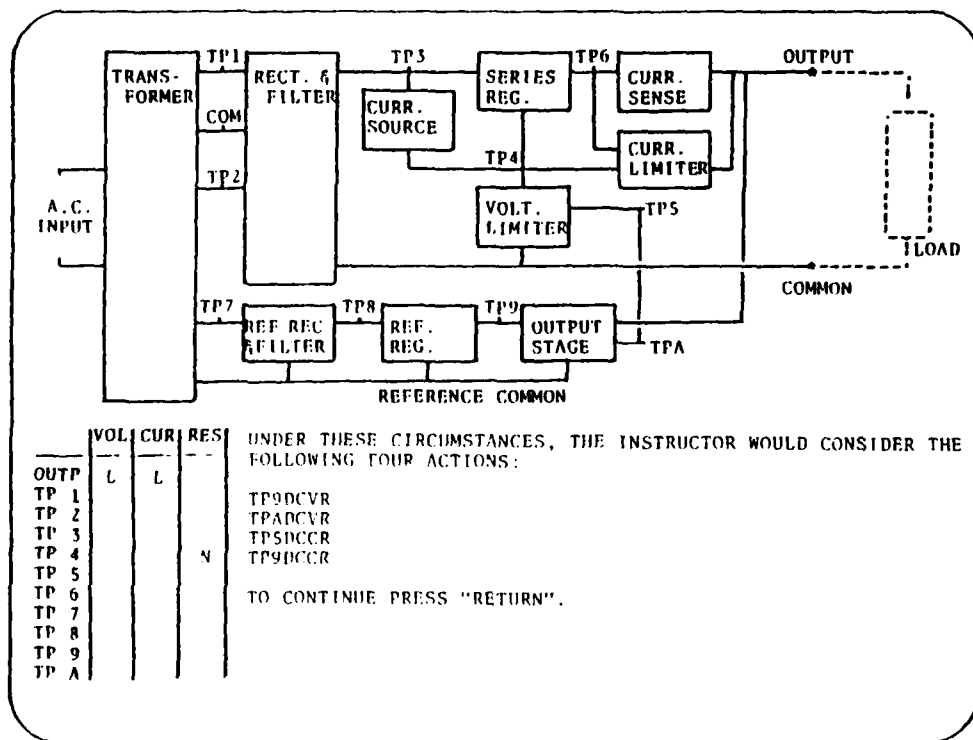 TP1
TP3
TP6
OUTPUT
TRANS-
FORMER
RECT. &
FILTER
SERIES
REG.
CURR.
SENSE
COM
CURR.
SOURCE
TP4
CURR.
LIMITER
TP2
A.C.
INPUT
VOLT.
LIMITER
TP5
LOAD
COMMON
TP7
REF REC
&FILTER
TP8
REF.
REG.
TP9
OUTPUT
STAGE
TPA
REFERENCE COMMON
VOL CUR RES
OUTP L L
TP 1
TP 2
TP 3
TP 4 N
TP 5
TP 6
TP 7
TP 8
TP 9
TP A
UNDER THESE CIRCUMSTANCES, THE INSTRUCTOR WOULD CONSIDER THE
FOLLOWING FOUR ACTIONS:
TP9DCVR
TPADCVR
TP5DCCR
TP9DCCR
TO CONTINUE PRESS "RETURN".